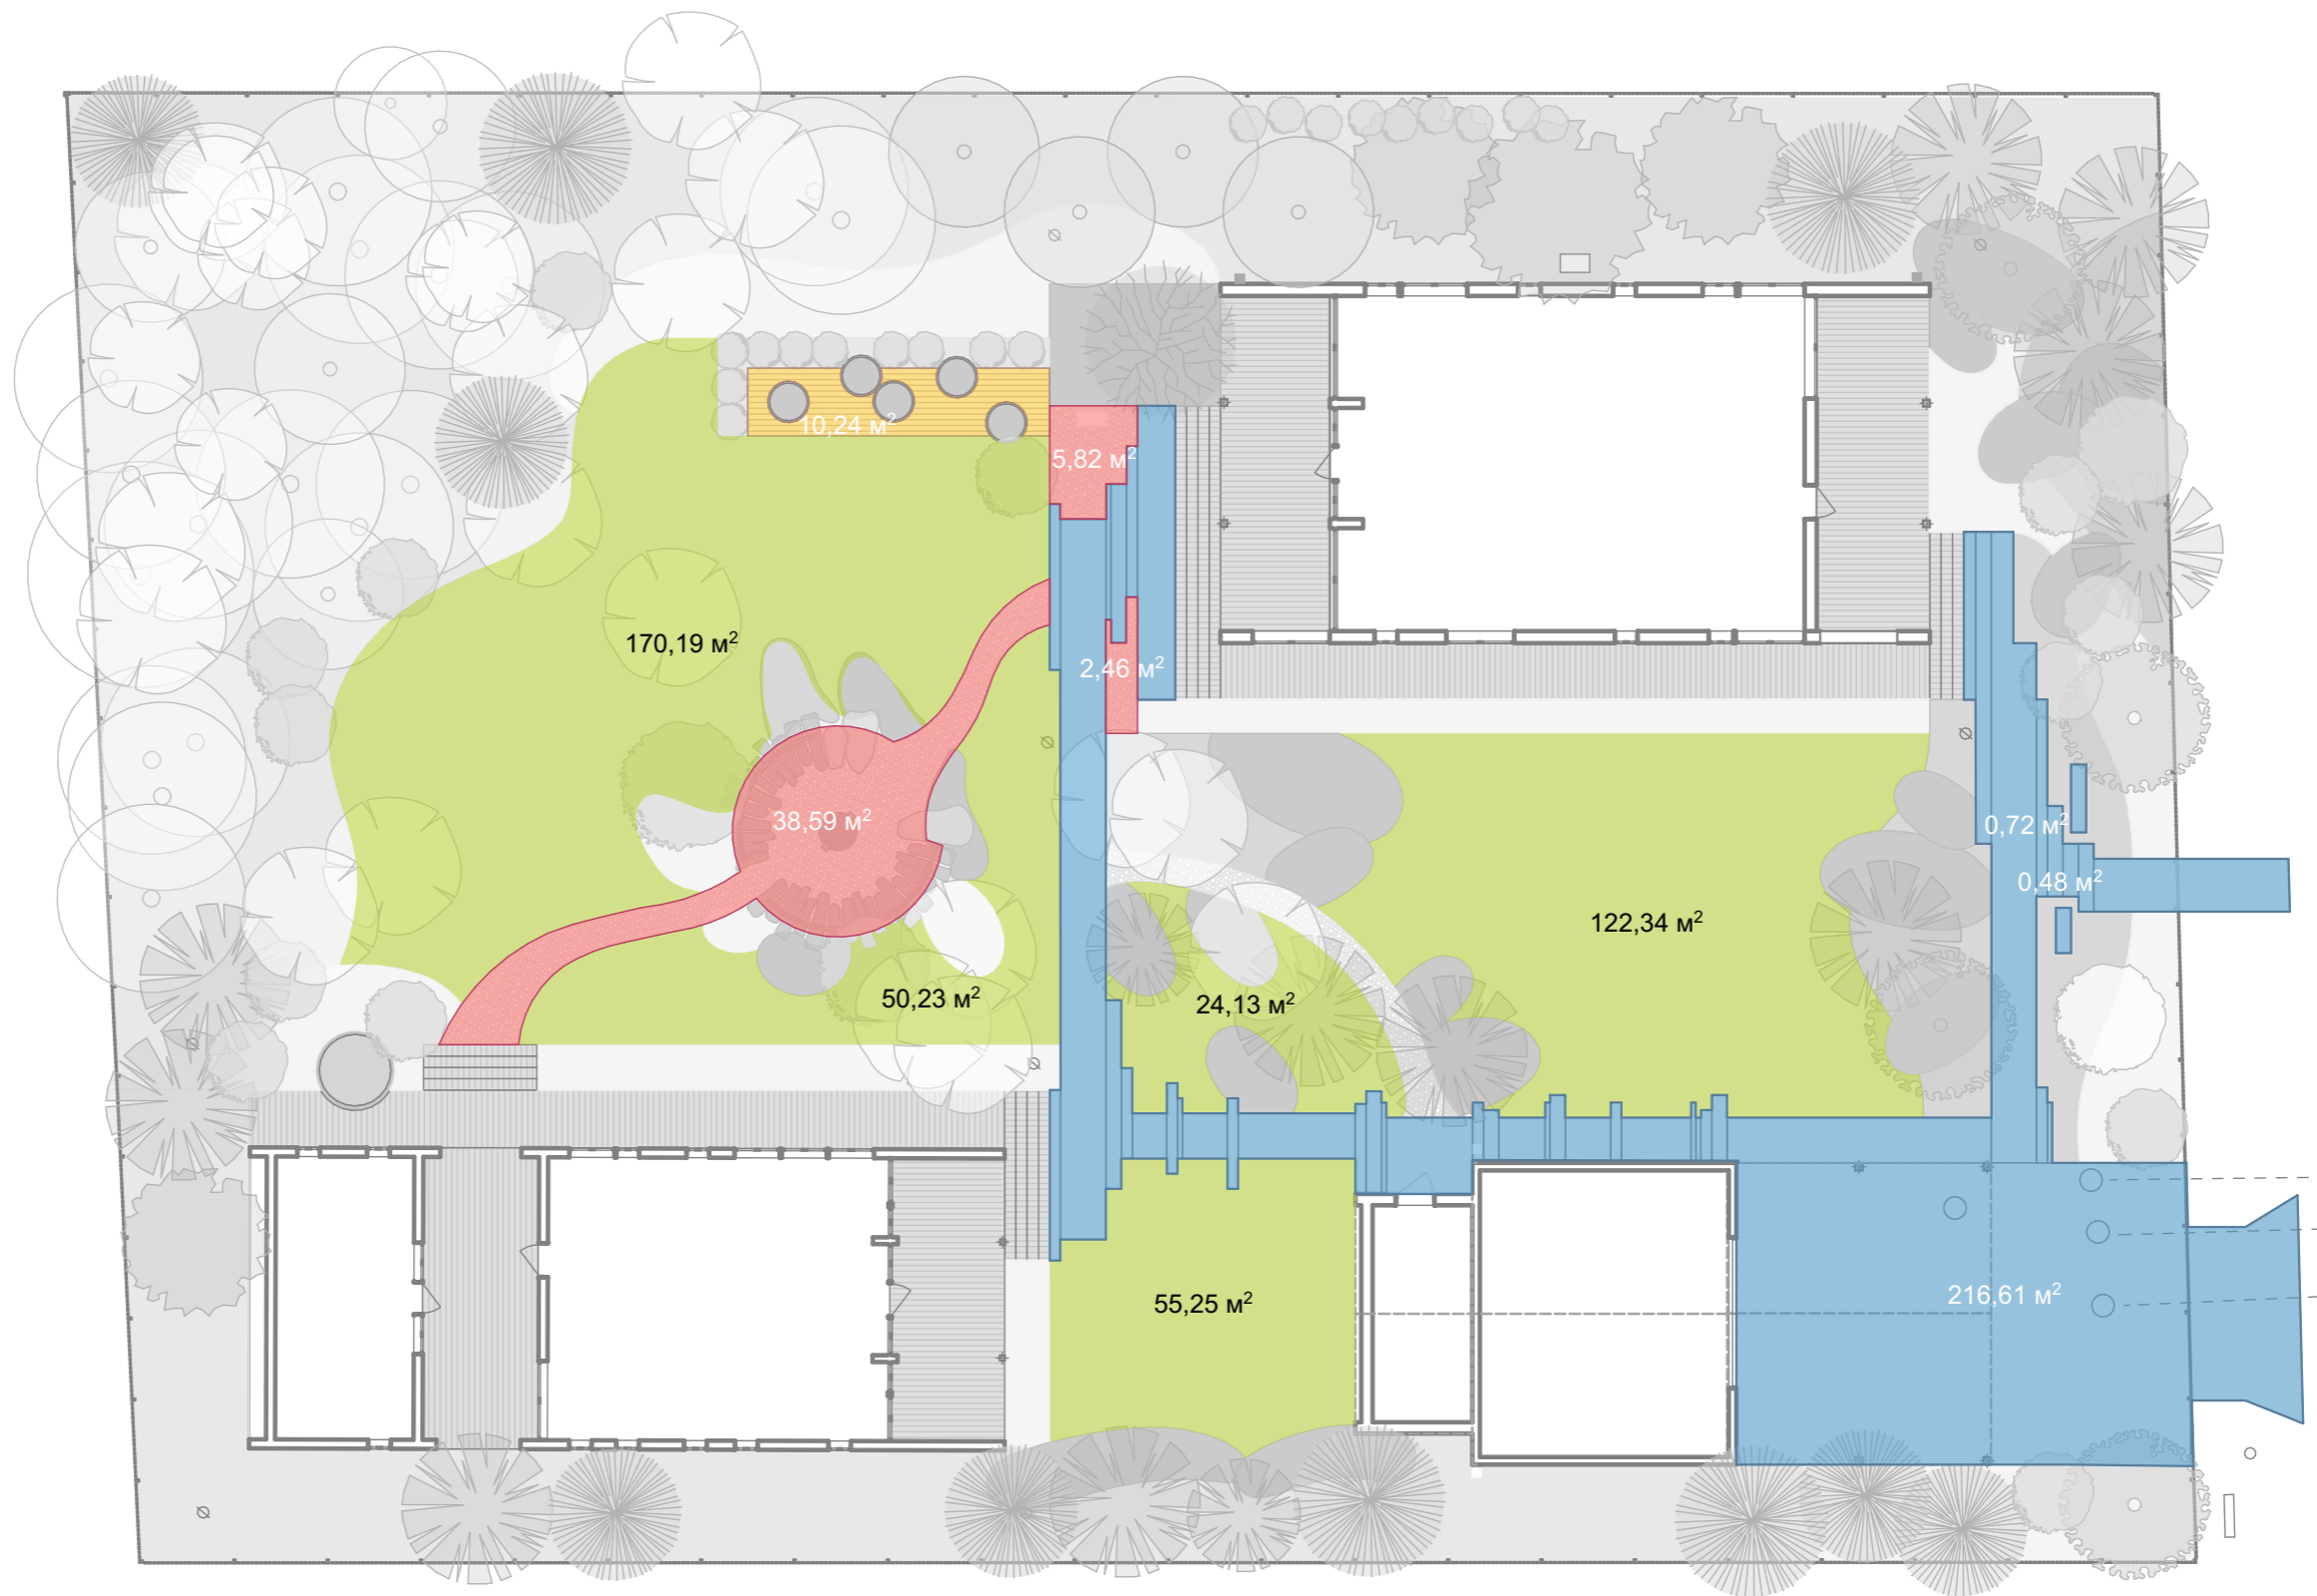 10,24 м²
5,82 м²
170,19 м²
2,46 м²
38,59 м²
0,72 м²
0,48 м²
122,34 м²
50,23 м²
24,13 м²
216,61 м²
55,25 м²